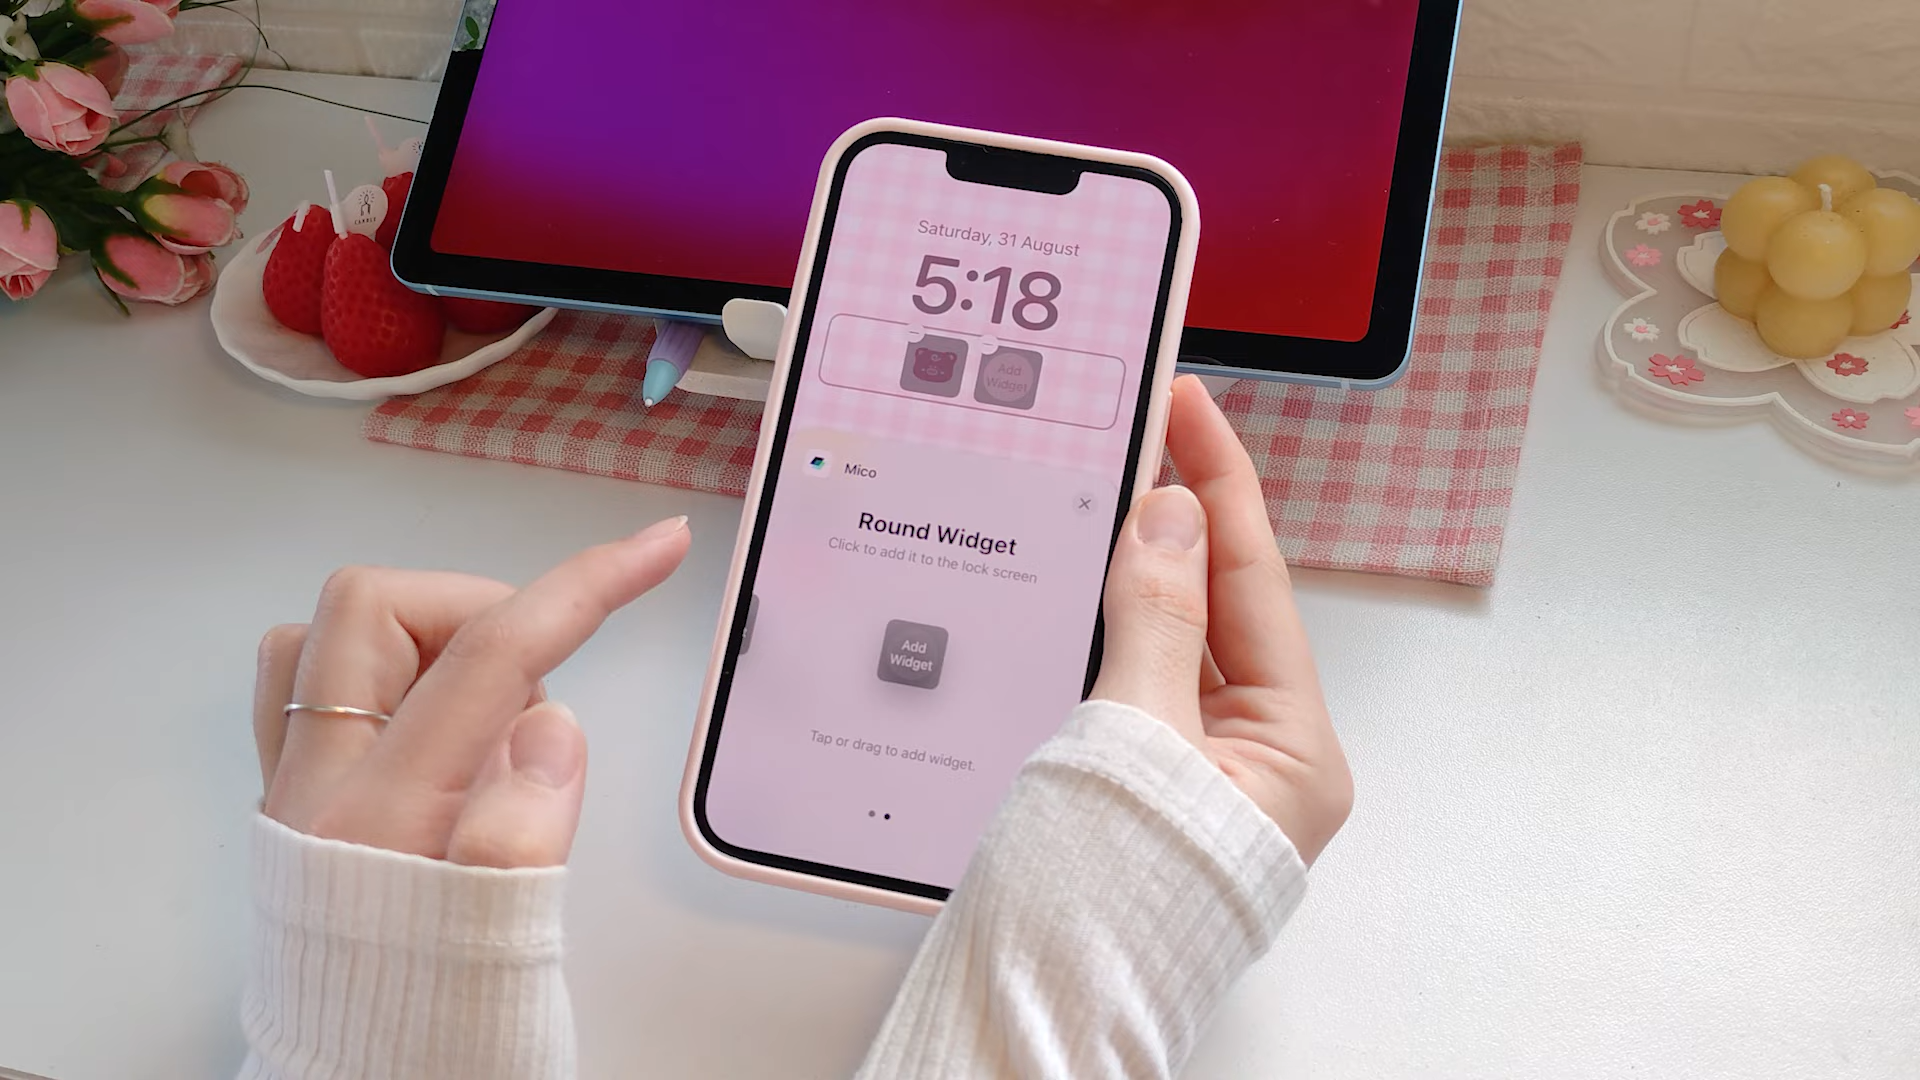 Saturday, 31 August
5:18
Add
Widget
Mico
Round Widget
Click to add it to the lock screen
Add
Widget
Tap or drag to add widget.